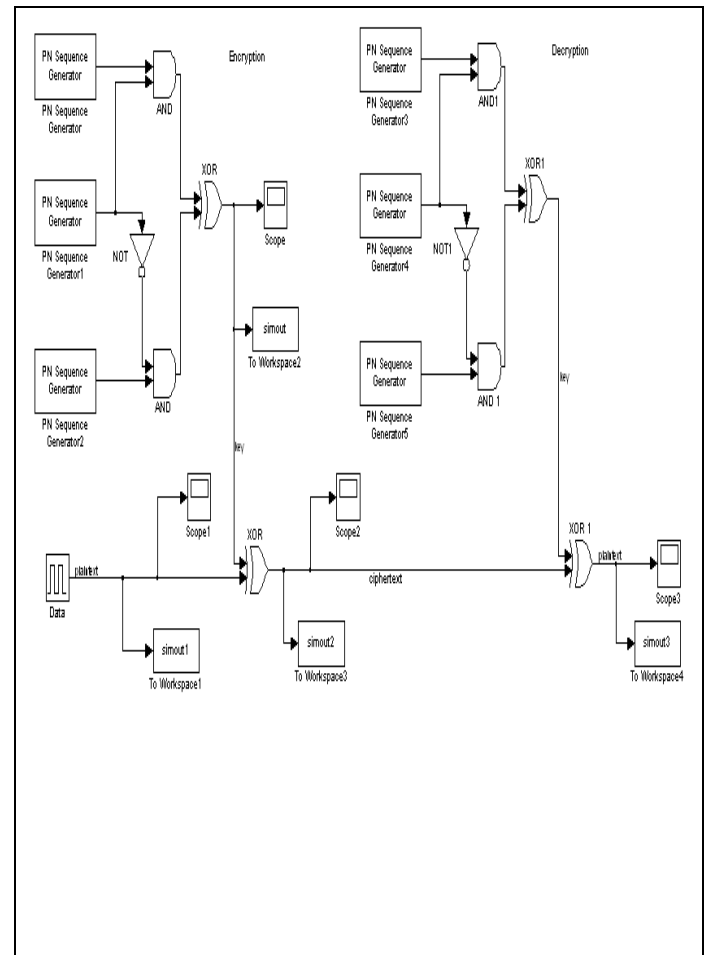 Encryption
Decryption
PN Sequence
Generator
PN Sequence
Generator
AND
PN Sequence
Generator
PN Sequence
Generator3
AND1
XOR
XOR1
PN Sequence
Generator
PN Sequence
Generator1
NOT
Scope
PN Sequence
Generator
PN Sequence
Generator4
NOT1
simout
To Workspace2
PN Sequence
Generator
PN Sequence
Generator2
AND
PN Sequence
Generator
PN Sequence
Generator5
AND 1
key
key
Scope1
XOR
Scope2
XOR 1
Data
plaintext
ciphertext
plaintext
Scope3
simout1
To Workspace1
simout2
To Workspace3
simout3
To Workspace4